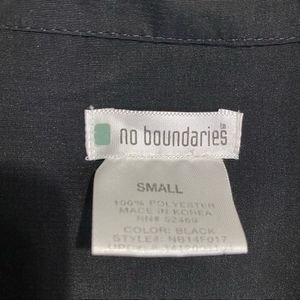 no boundaries
SMALL
100% POLYESTER
MADE IN KOREA
RN# 52469
COLOR: BLACK
STYLE#: NB14F017